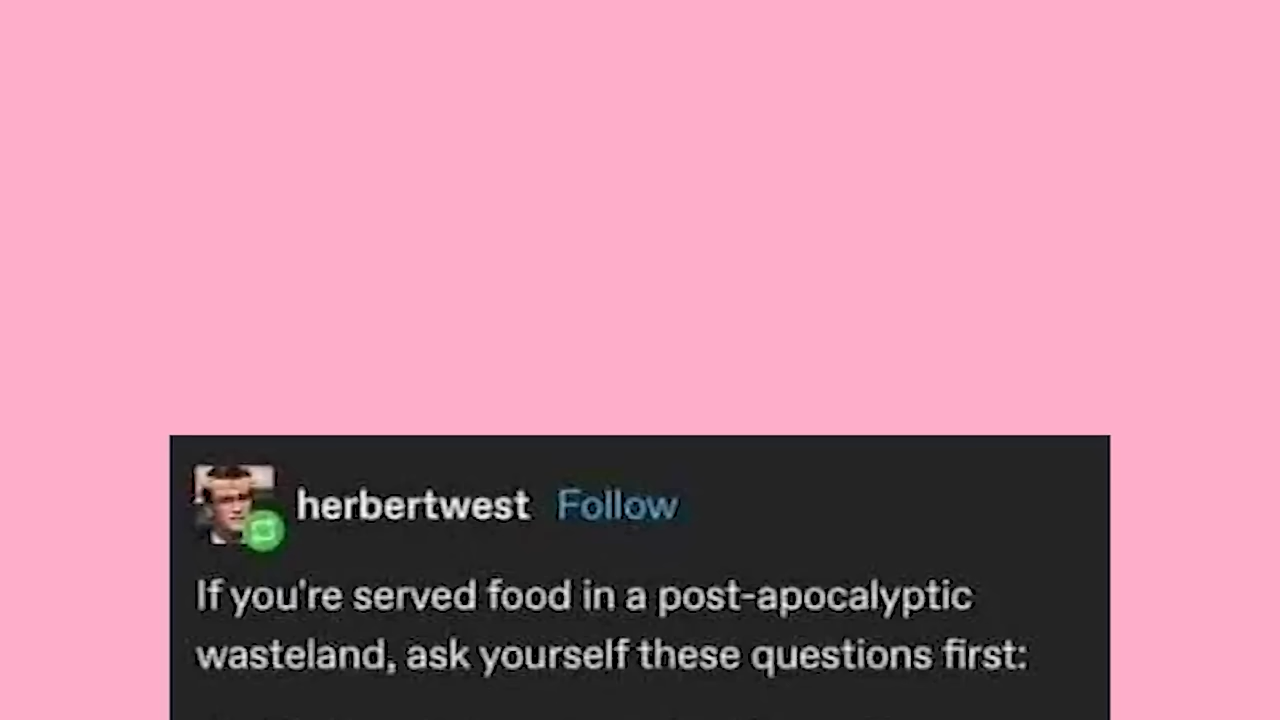 herbertwest Follow
If you're served food in a post-apocalyptic
wasteland, ask yourself these questions first: